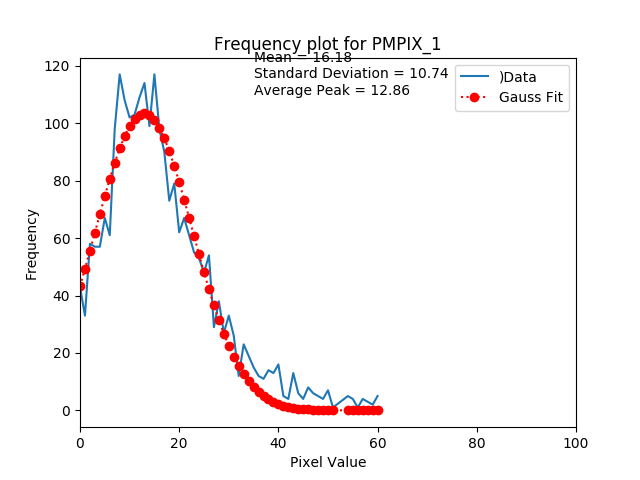 Frequency plot for PMPIX_1
Mean = 16.18
Standard Deviation = 10.74
Average Peak = 12.86
)Data
Gauss Fit
Frequency
120
100
80
60
40
20
0
0 20 40 60 80 100
Pixel Value